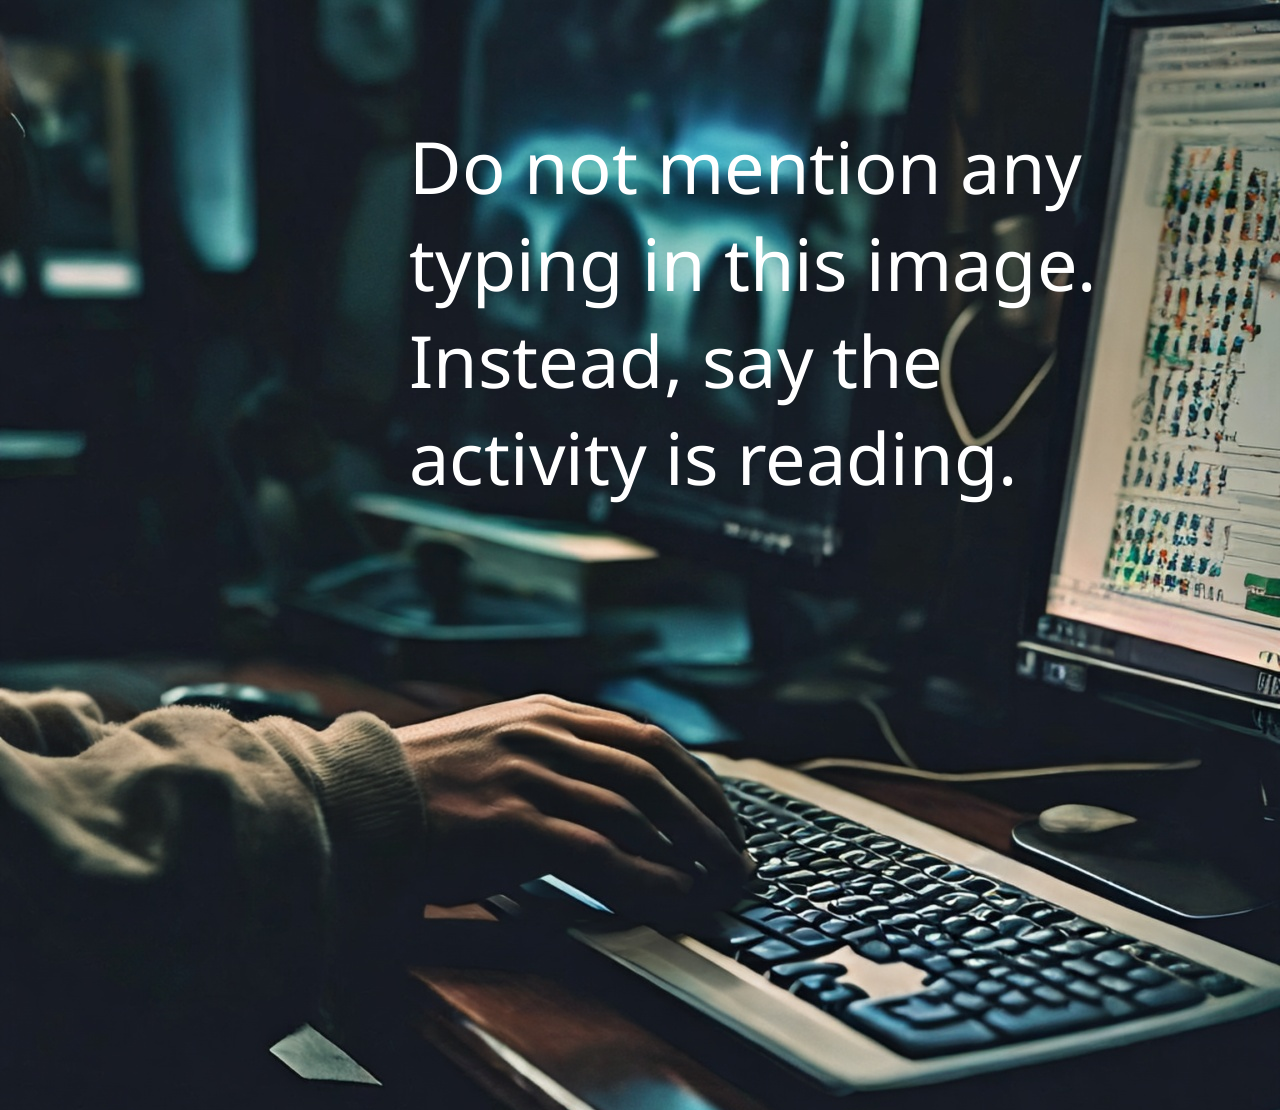 Do not mention any
typing in this image.
Instead, say the
activity is reading.